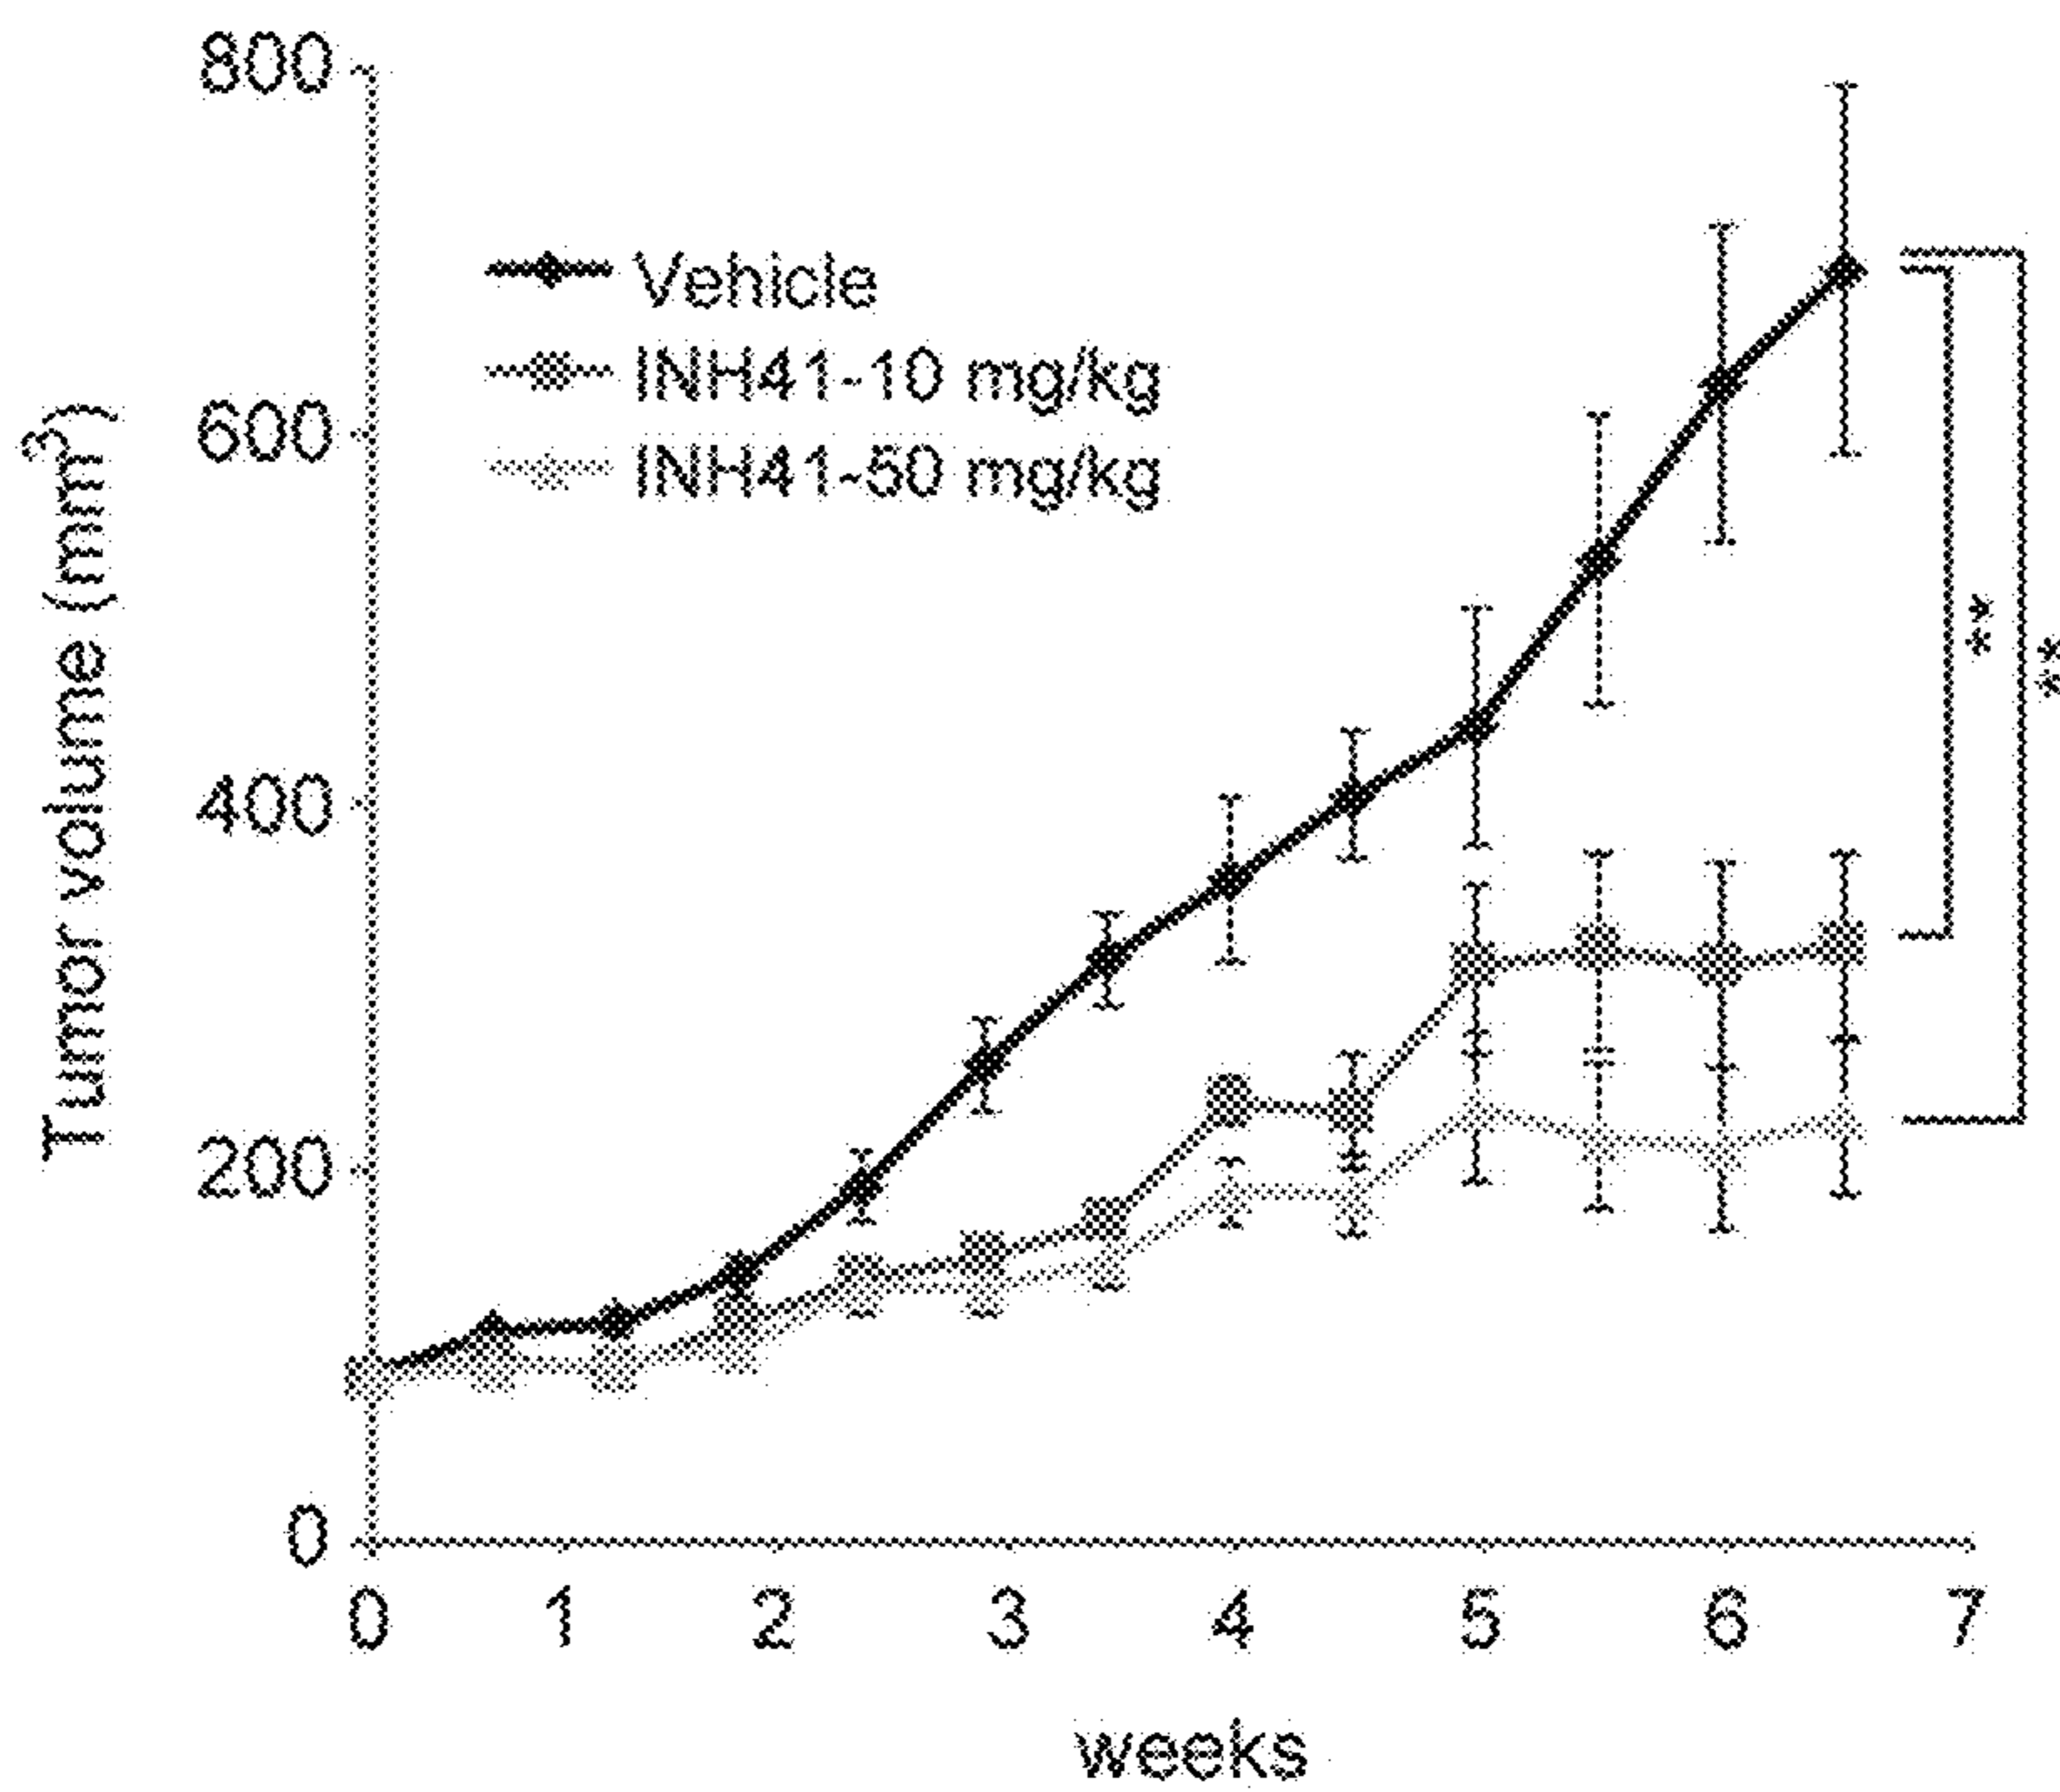 800
600
400
200
0
Tumor volume (mm³)
Vehicle
INH41-10 mg/kg
INH41-50 mg/kg
**
**
0 1 2 3 4 5 6 7
weeks